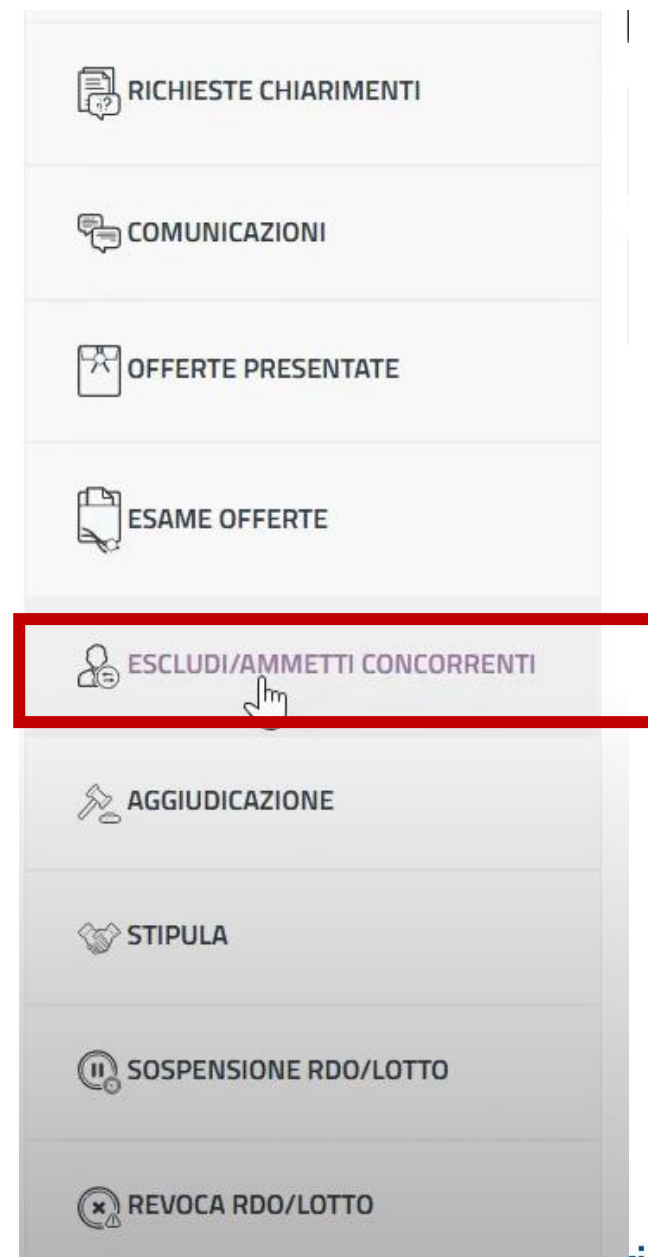 RICHIESTE CHIARIMENTI
COMUNICAZIONI
OFFERTE PRESENTATE
ESAME OFFERTE
ESCLUDI/AMMETTI CONCORRENTI
AGGIUDICAZIONE
STIPULA
SOSPENSIONE RDO/LOTTO
REVOCA RDO/LOTTO